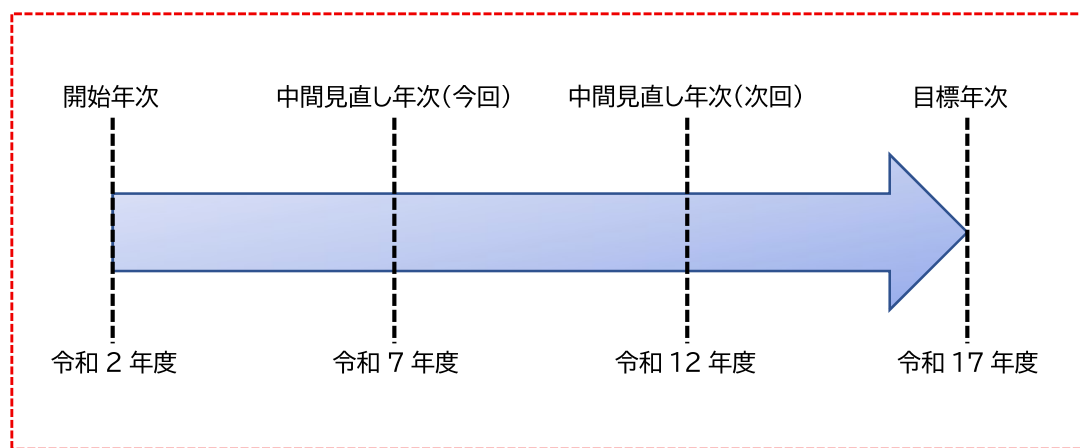 開始年次
中間見直し年次(今回)
中間見直し年次(次回)
目標年次
令和 2 年度
令和 7 年度
令和 12 年度
令和 17 年度